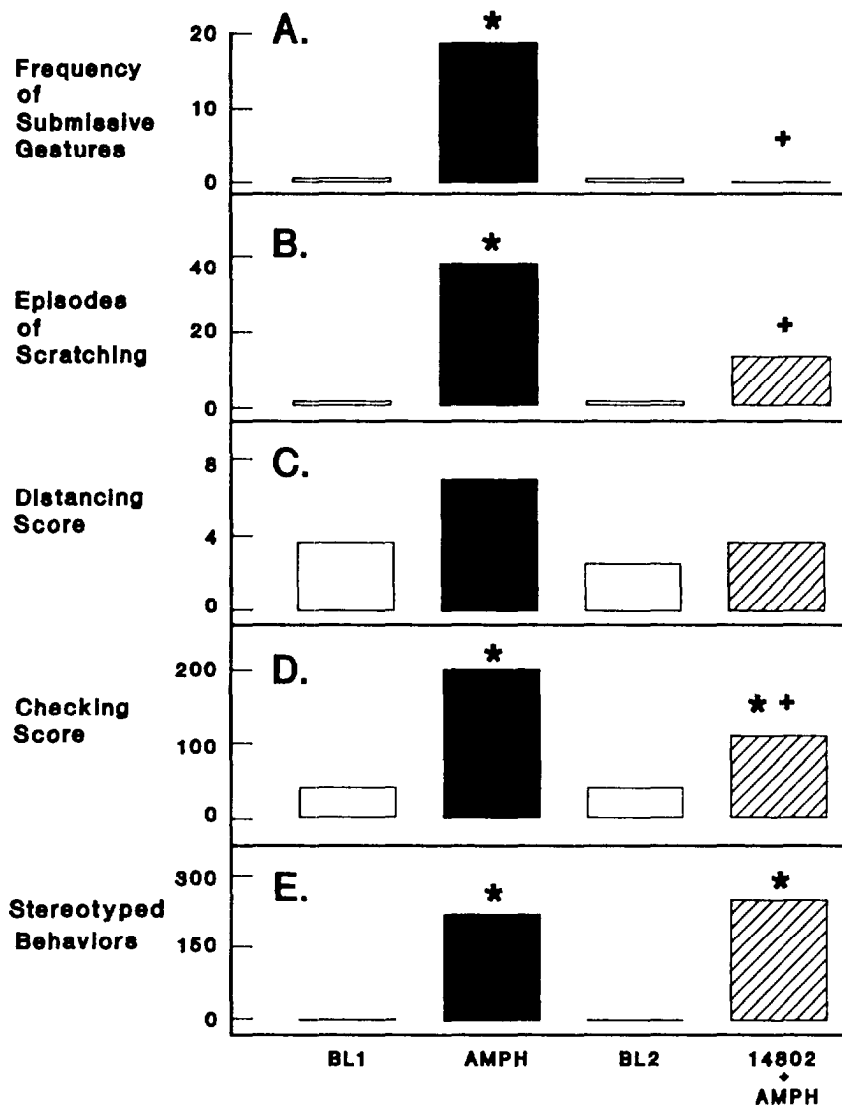 A.
Frequency
of
Submissive
Gestures
20
10
0
*
+
B.
Episodes
of
Scratching
40
20
0
*
+
C.
Distancing
Score
8
4
0
D.
Checking
Score
200
100
0
*
* +
E.
Stereotyped
Behaviors
300
150
0
*
*
BL1 AMPH BL2 14802
+
AMPH